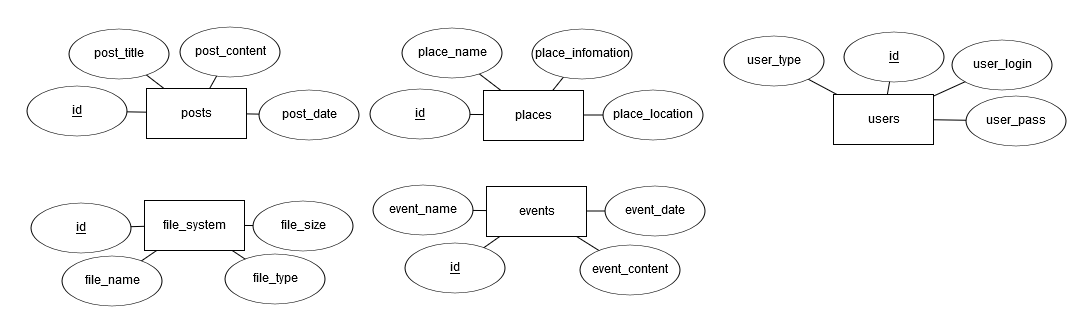 post_title
post_content
id
posts
post_date
place_name
place_infomation
id
places
place_location
user_type
id
user_login
users
user_pass
id
file_system
file_size
file_name
file_type
event_name
events
event_date
id
event_content